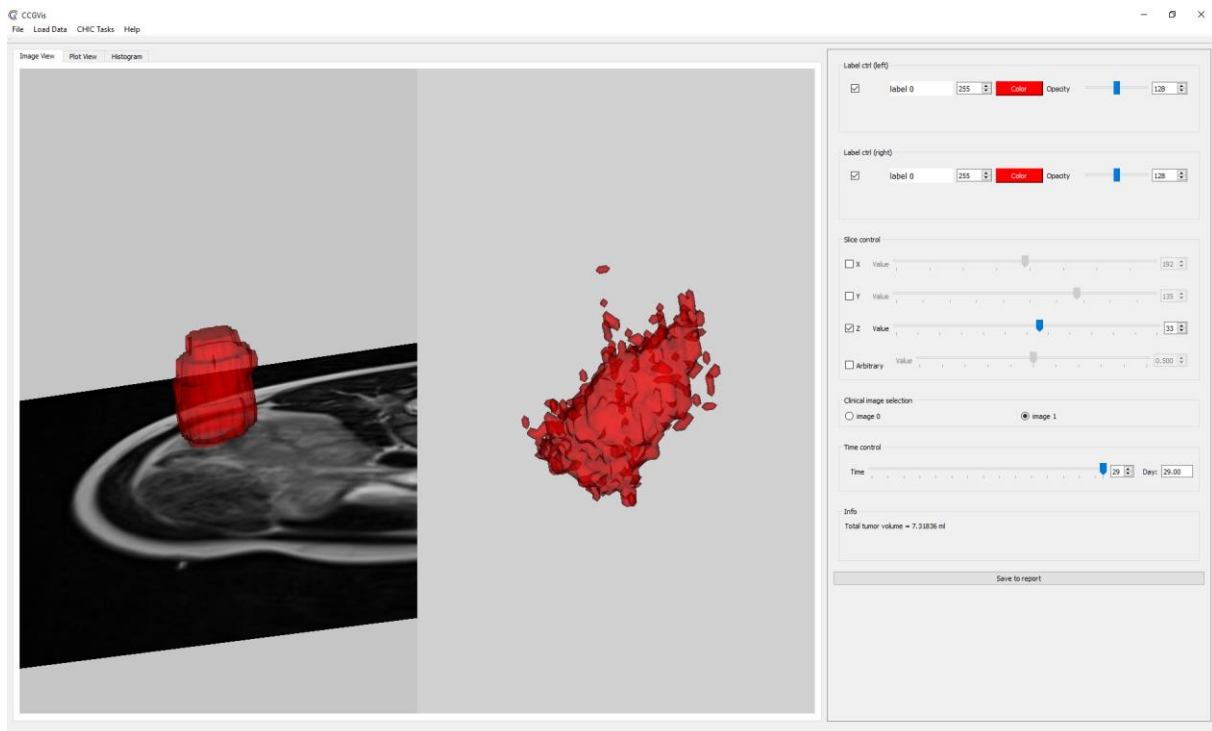 CCGVis
File Load Data CHIC Tasks Help
Image View Plot View Histogram
Label ctrl (left)
label 0 255 Color Opacity 128
Label ctrl (right)
label 0 255 Color Opacity 128
Slice control
X Value 192
Y Value 135
Z Value 33
Arbitrary Value 0.500
Clinical image selection
image 0 image 1
Time control
Time 29 Day: 29.00
Info
Total tumor volume = 7.31836 ml
Save to report